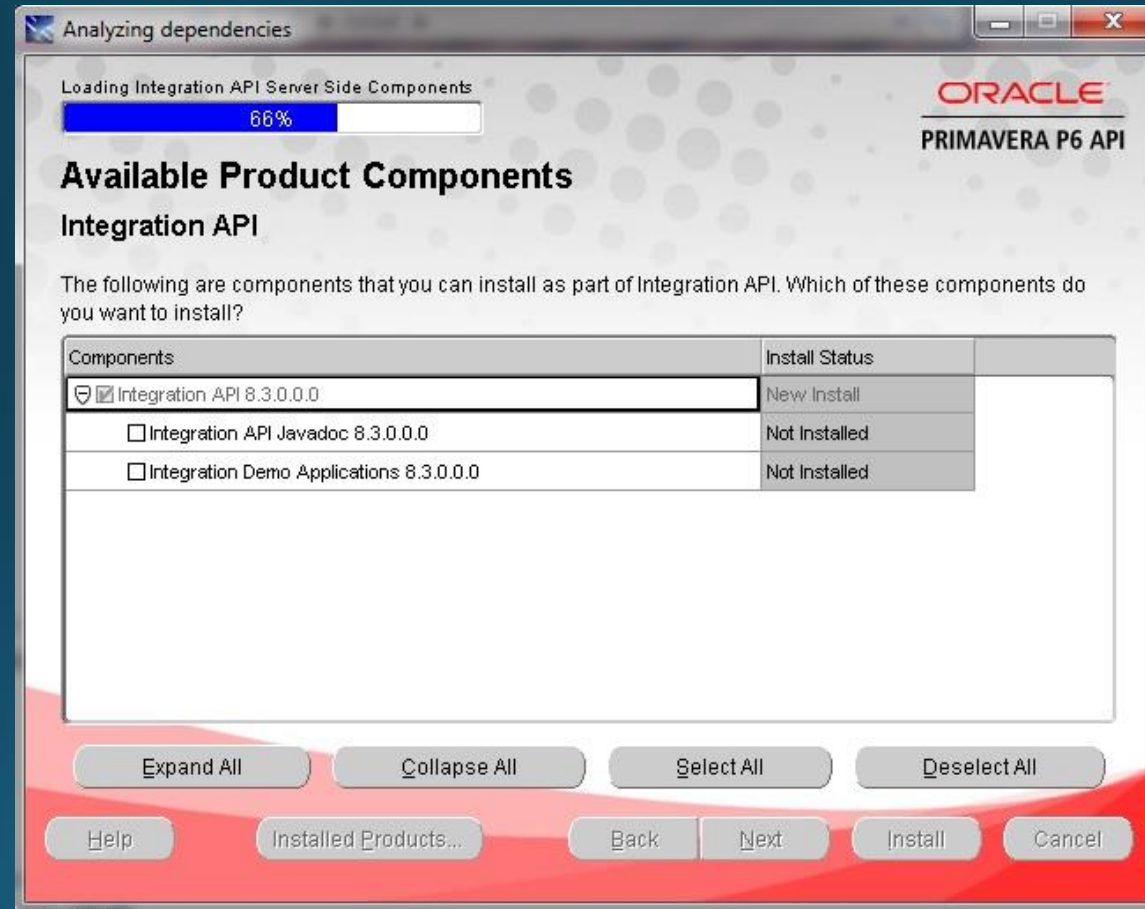 Analyzing dependencies
Loading Integration API Server Side Components
66%
ORACLE
PRIMAVERA P6 API
Available Product Components
Integration API
The following are components that you can install as part of Integration API. Which of these components do
you want to install?
Components Install Status
Integration API 8.3.0.0.0 New Install
Integration API Javadoc 8.3.0.0.0 Not Installed
Integration Demo Applications 8.3.0.0.0 Not Installed
Expand All Collapse All Select All Deselect All
Help Installed Products... Back Next Install Cancel